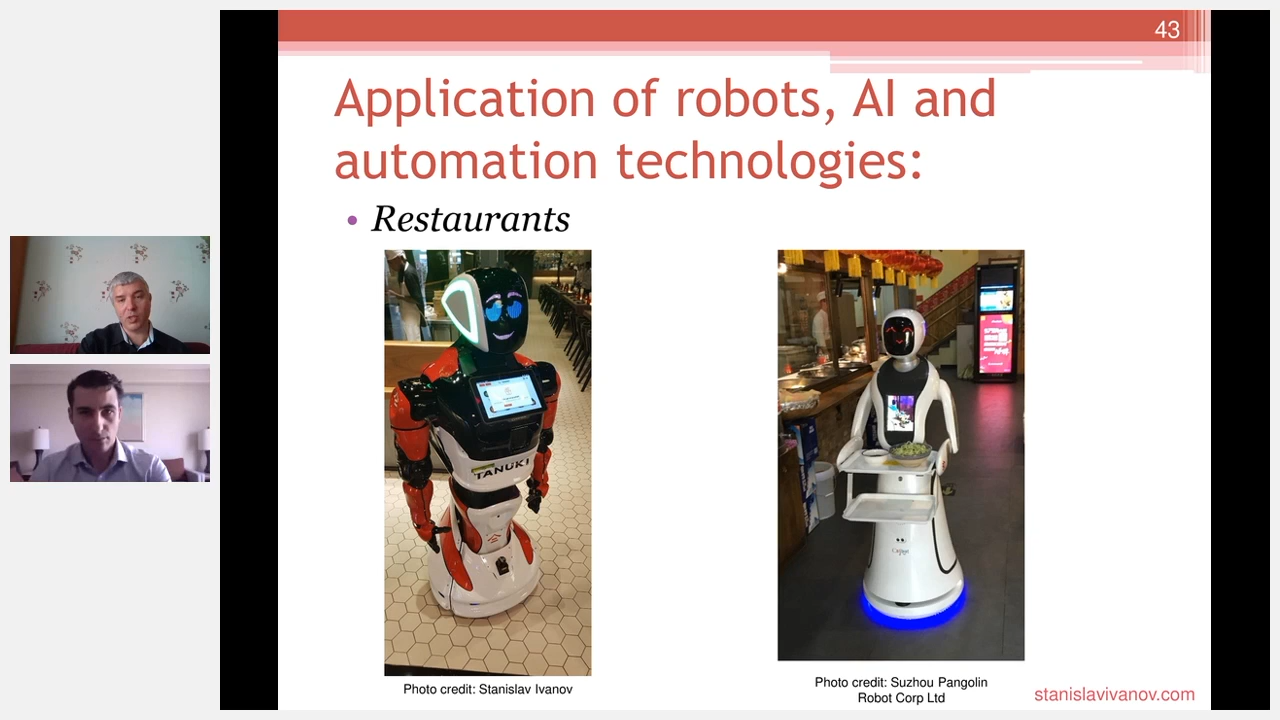 43
Application of robots, AI and
automation technologies:
• Restaurants
TANUKI
Photo credit: Stanislav Ivanov
Photo credit: Suzhou Pangolin
Robot Corp Ltd
stanislavivanov.com